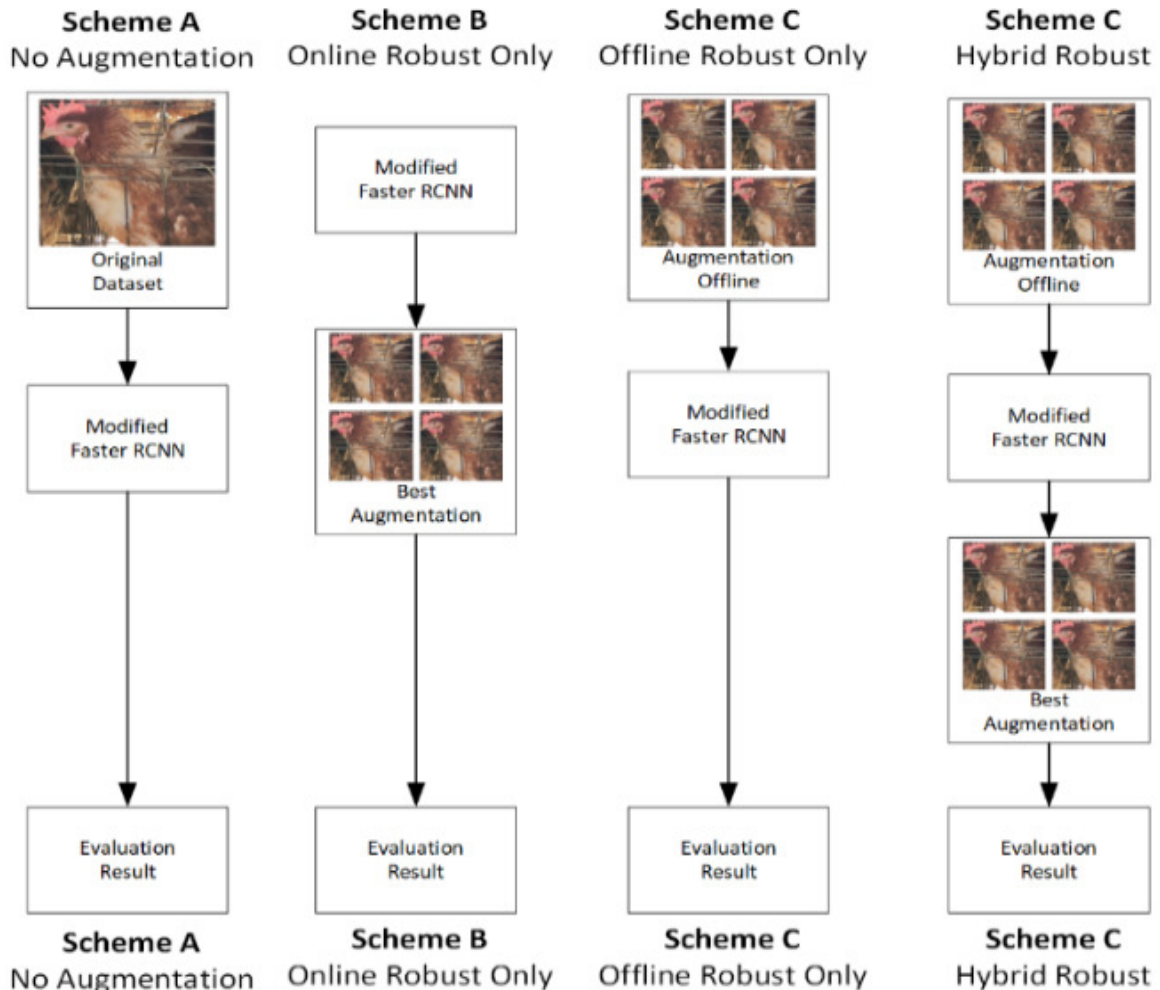 Scheme A
No Augmentation
Original
Dataset
Modified
Faster RCNN
Evaluation
Result
Scheme A
No Augmentation
Scheme B
Online Robust Only
Modified
Faster RCNN
Best
Augmentation
Evaluation
Result
Scheme B
Online Robust Only
Scheme C
Offline Robust Only
Augmentation
Offline
Modified
Faster RCNN
Evaluation
Result
Scheme C
Offline Robust Only
Scheme C
Hybrid Robust
Augmentation
Offline
Modified
Faster RCNN
Best
Augmentation
Evaluation
Result
Scheme C
Hybrid Robust